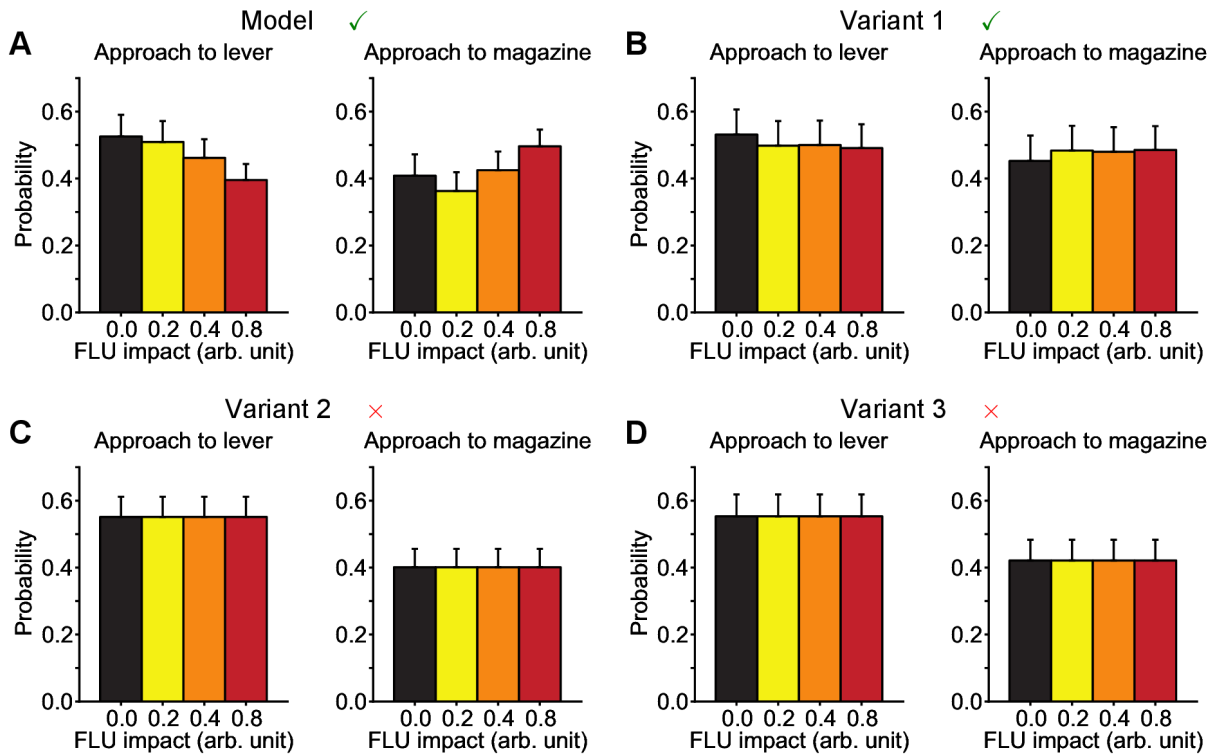 A
Model ✓
Approach to lever
Approach to magazine
Probability
0.6
0.4
0.2
0.0
0.0 0.2 0.4 0.8
FLU impact (arb. unit)
0.6
0.4
0.2
0.0
0.0 0.2 0.4 0.8
FLU impact (arb. unit)
B
Variant 1 ✓
Approach to lever
Approach to magazine
Probability
0.6
0.4
0.2
0.0
0.0 0.2 0.4 0.8
FLU impact (arb. unit)
0.6
0.4
0.2
0.0
0.0 0.2 0.4 0.8
FLU impact (arb. unit)
C
Variant 2 ×
Approach to lever
Approach to magazine
Probability
0.6
0.4
0.2
0.0
0.0 0.2 0.4 0.8
FLU impact (arb. unit)
0.6
0.4
0.2
0.0
0.0 0.2 0.4 0.8
FLU impact (arb. unit)
D
Variant 3 ×
Approach to lever
Approach to magazine
Probability
0.6
0.4
0.2
0.0
0.0 0.2 0.4 0.8
FLU impact (arb. unit)
0.6
0.4
0.2
0.0
0.0 0.2 0.4 0.8
FLU impact (arb. unit)